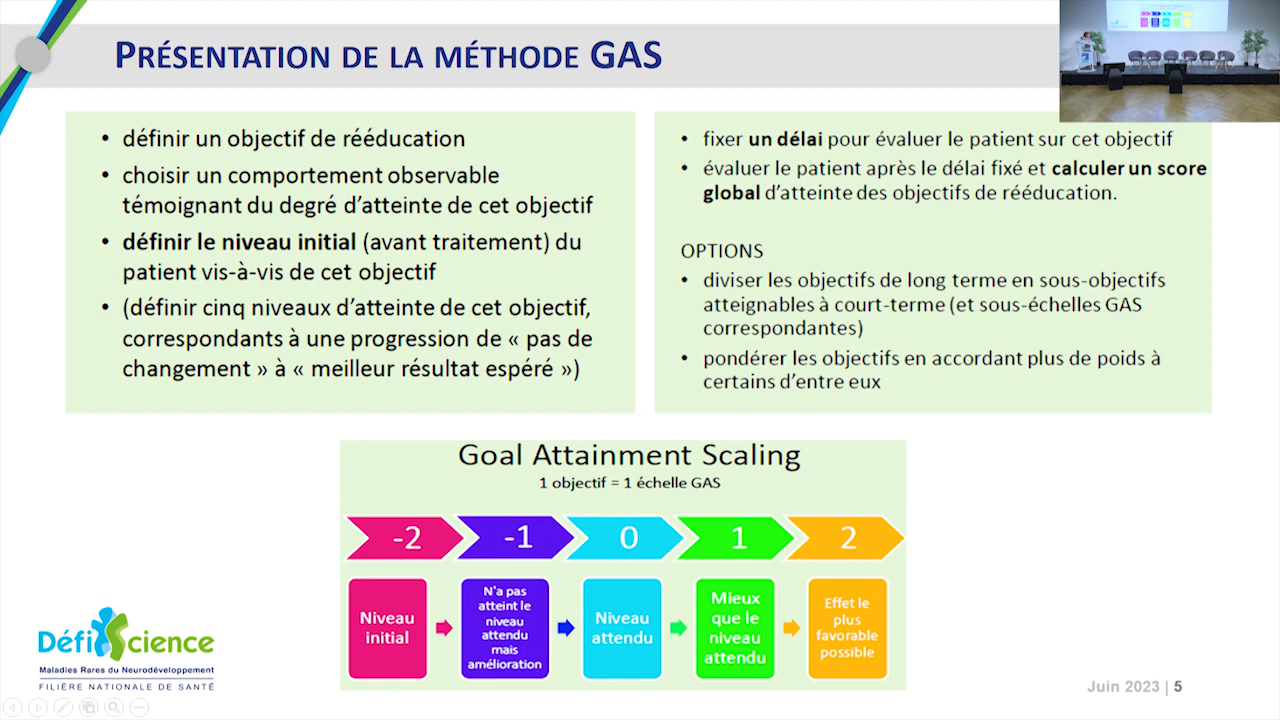 PRÉSENTATION DE LA MÉTHODE GAS
• définir un objectif de rééducation
• choisir un comportement observable
témoignant du degré d'atteinte de cet objectif
• définir le niveau initial (avant traitement) du
patient vis-à-vis de cet objectif
• (définir cinq niveaux d'atteinte de cet objectif,
correspondants à une progression de « pas de
changement » à « meilleur résultat espéré »)
• fixer un délai pour évaluer le patient sur cet objectif
• évaluer le patient après le délai fixé et calculer un score
global d'atteinte des objectifs de rééducation.
OPTIONS
• diviser les objectifs de long terme en sous-objectifs
atteignables à court-terme (et sous-échelles GAS
correspondantes)
• pondérer les objectifs en accordant plus de poids à
certains d'entre eux
Goal Attainment Scaling
1 objectif = 1 échelle GAS
-2
-1
0
1
2
Niveau
initial
N'a pas
atteint le
niveau
attendu
mais
amélioration
Niveau
attendu
Mieux
que le
niveau
attendu
Effet le
plus
favorable
possible
DéfiScience
Maladies Rares du Neurodéveloppement
FILIÈRE NATIONALE DE SANTÉ
Juin 2023 | 5